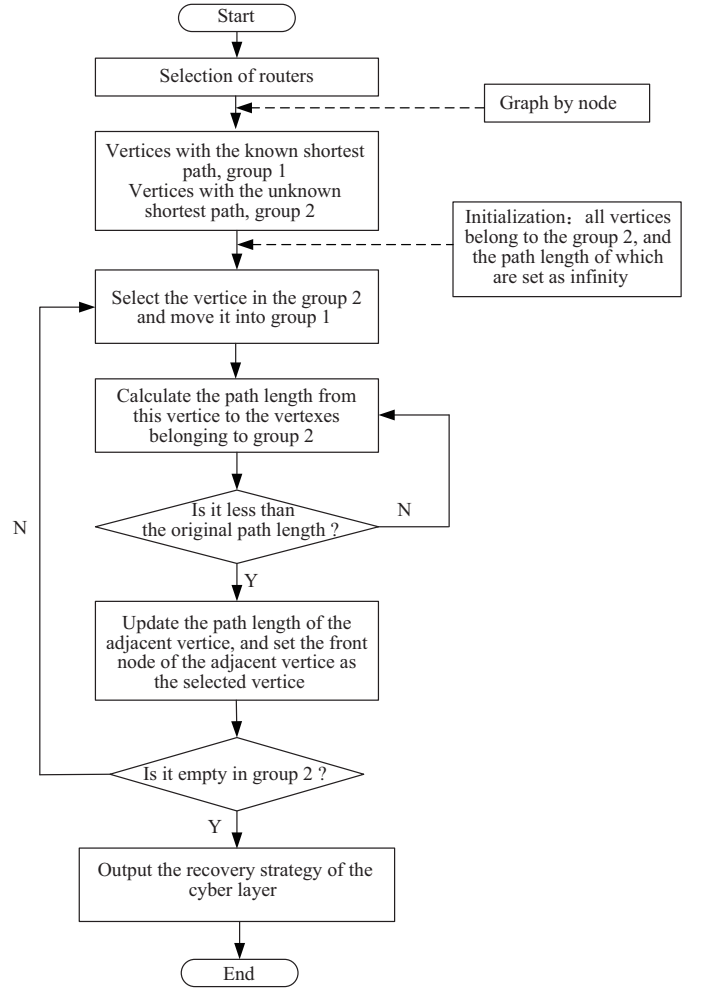 Start
Selection of routers
Graph by node
Vertices with the known shortest
path, group 1
Vertices with the unknown
shortest path, group 2
Initialization：all vertices
belong to the group 2, and
the path length of which
are set as infinity
Select the vertice in the group 2
and move it into group 1
Calculate the path length from
this vertice to the vertexes
belonging to group 2
N
Is it less than
the original path length ?
N
Y
Update the path length of the
adjacent vertice, and set the front
node of the adjacent vertice as
the selected vertice
Is it empty in group 2 ?
Y
Output the recovery strategy of the
cyber layer
End